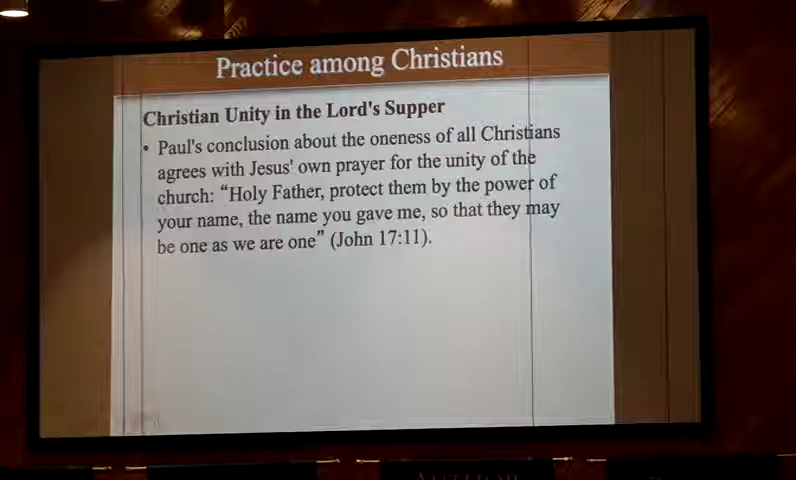 Practice among Christians
Christian Unity in the Lord's Supper
• Paul's conclusion about the oneness of all Christians
agrees with Jesus' own prayer for the unity of the
church: “Holy Father, protect them by the power of
your name, the name you gave me, so that they may
be one as we are one” (John 17:11).